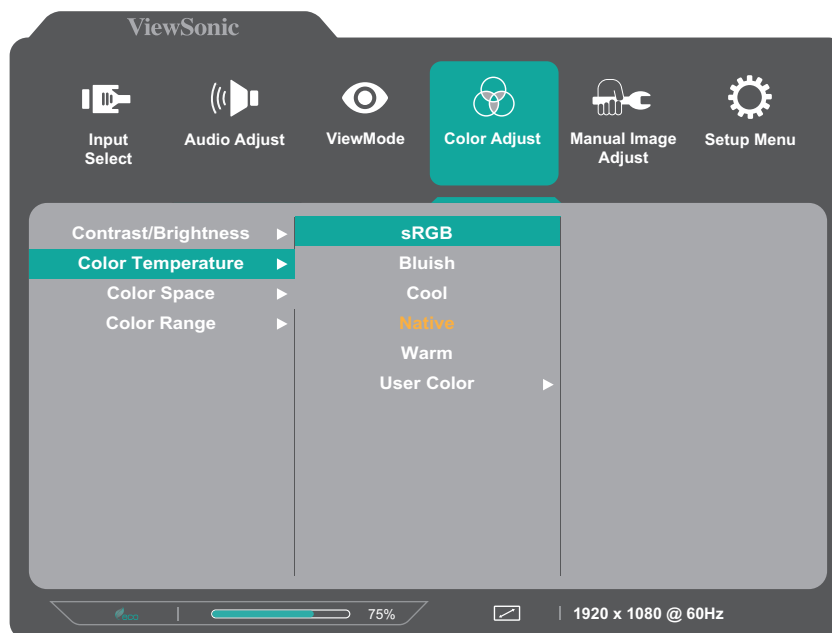 ViewSonic
Input
Select
Audio Adjust
ViewMode
Color Adjust
Manual Image
Adjust
Setup Menu
Contrast/Brightness
Color Temperature
Color Space
Color Range
sRGB
Bluish
Cool
Native
Warm
User Color
eco
75%
1920 x 1080 @ 60Hz